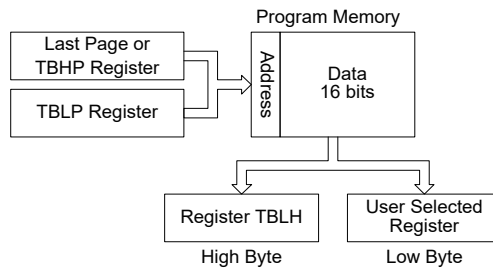 Program Memory
Last Page or
TBHP Register
TBLP Register
Address
Data
16 bits
Register TBLH
User Selected
Register
High Byte
Low Byte